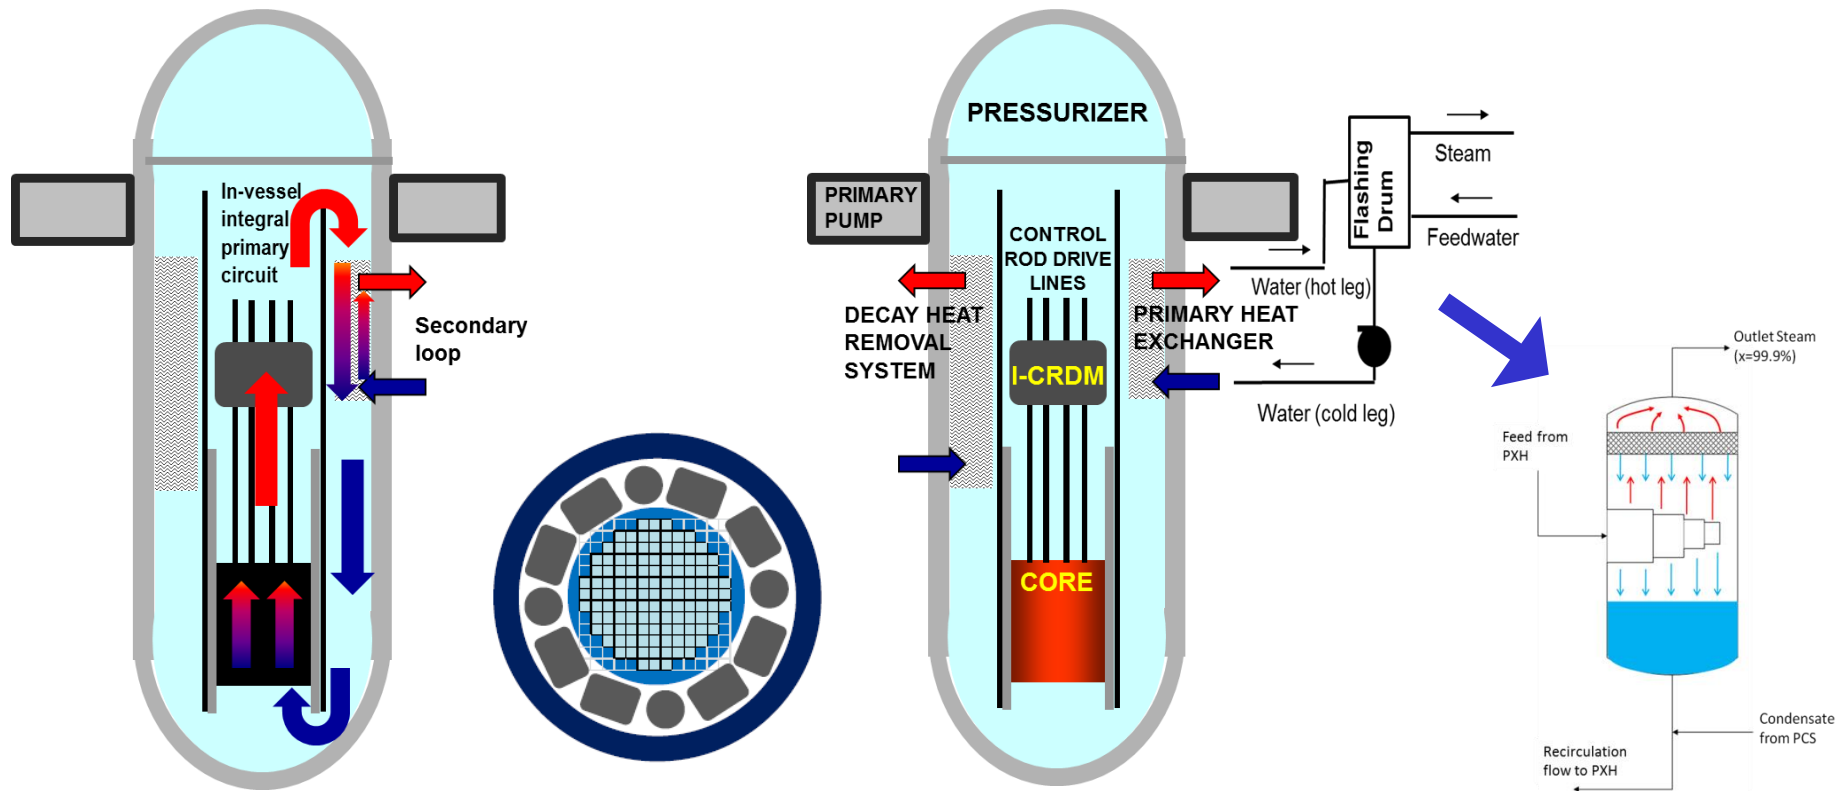 In-vessel
integral
primary
circuit
Secondary
loop
PRESSURIZER
PRIMARY
PUMP
CONTROL
ROD DRIVE
LINES
DECAY HEAT
REMOVAL
SYSTEM
PRIMARY HEAT
EXCHANGER
I-CRDM
CORE
Flashing
Drum
Steam
Feedwater
Water (hot leg)
Water (cold leg)
Outlet Steam
(x=99.9%)
Feed from
PXH
Condensate
from PCS
Recirculation
flow to PXH